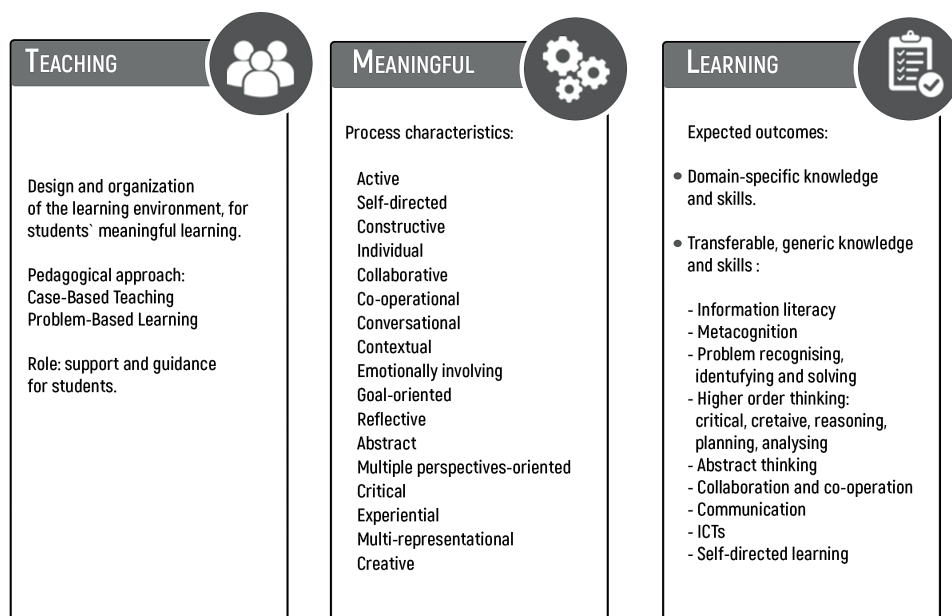 TEACHING
Design and organization
of the learning environment, for
students` meaningful learning.
Pedagogical approach:
Case-Based Teaching
Problem-Based Learning
Role: support and guidance
for students.
MEANINGFUL
Process characteristics:
Active
Self-directed
Constructive
Individual
Collaborative
Co-operational
Conversational
Contextual
Emotionally involving
Goal-oriented
Reflective
Abstract
Multiple perspectives-oriented
Critical
Experiential
Multi-representational
Creative
LEARNING
Expected outcomes:
• Domain-specific knowledge
and skills.
• Transferable, generic knowledge
and skills :
- Information literacy
- Metacognition
- Problem recognising,
identufying and solving
- Higher order thinking:
critical, cretaive, reasoning,
planning, analysing
- Abstract thinking
- Collaboration and co-operation
- Communication
- ICTs
- Self-directed learning